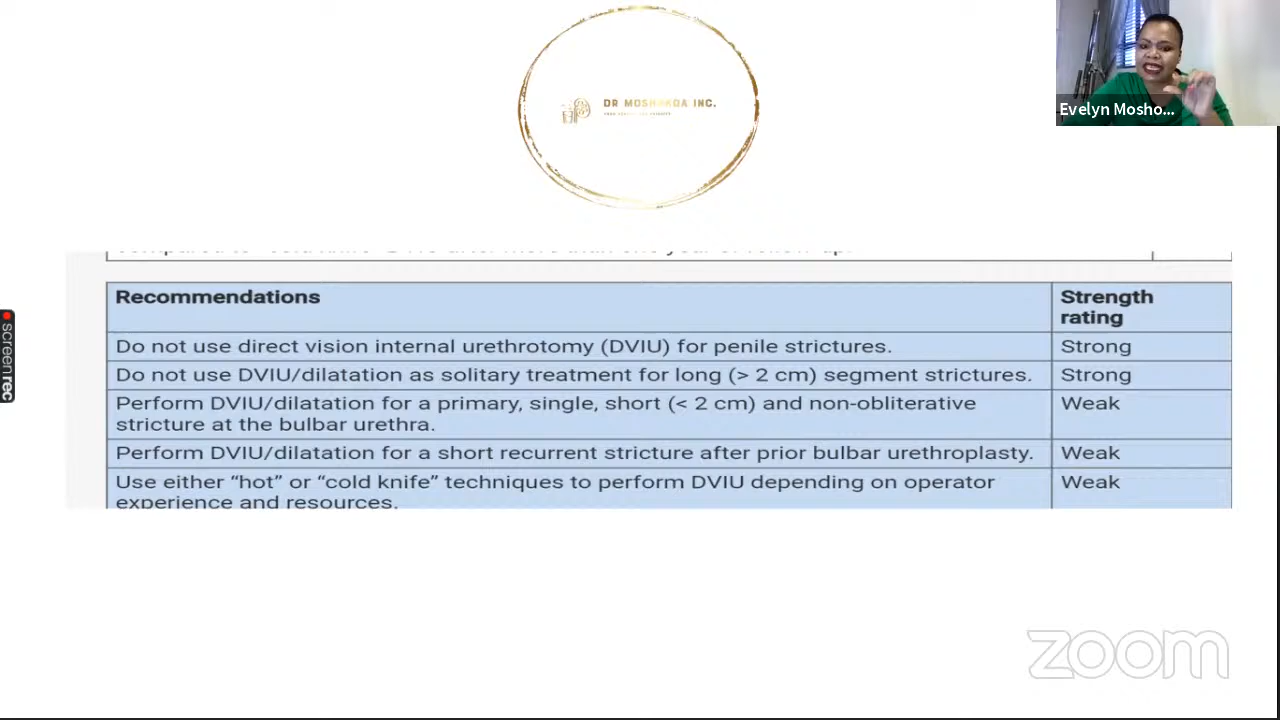 DR MOSHOKOA INC.
Evelyn Mosho...
Recommendations
Strength
rating
Do not use direct vision internal urethrotomy (DVIU) for penile strictures.
Strong
Do not use DVIU/dilatation as solitary treatment for long (> 2 cm) segment strictures.
Strong
Perform DVIU/dilatation for a primary, single, short (< 2 cm) and non-obliterative
stricture at the bulbar urethra.
Weak
Perform DVIU/dilatation for a short recurrent stricture after prior bulbar urethroplasty.
Weak
Use either “hot” or “cold knife” techniques to perform DVIU depending on operator
experience and resources.
Weak
screenrec
zoom